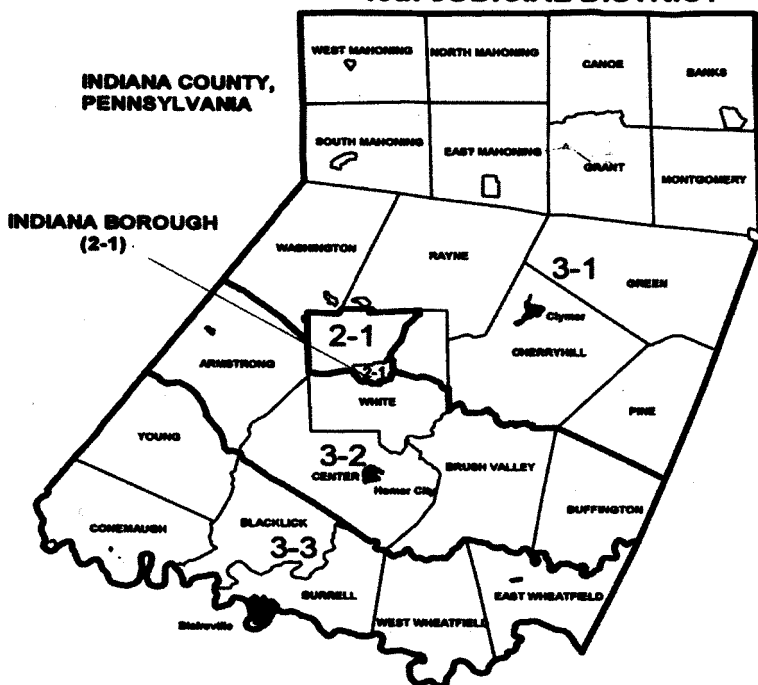 JUDICIAL DISTRICT
WEST MAHONING
NORTH MAHONING
CANOE
BANKS
INDIANA COUNTY,
PENNSYLVANIA
SOUTH MAHONING
EAST MAHONING
GRANT
MONTGOMERY
INDIANA BOROUGH
(2-1)
WASHINGTON
RAYNE
3-1
GREEN
2-1
Clymer
ARMSTRONG
CHERRYHILL
2-1
WHITE
PINE
YOUNG
3-2
CENTER
Homer City
BRUSH VALLEY
BUFFINGTON
CONEMAUGH
BLACKLICK
3-3
BURRELL
EAST WHEATFIELD
WEST WHEATFIELD
Blairsville